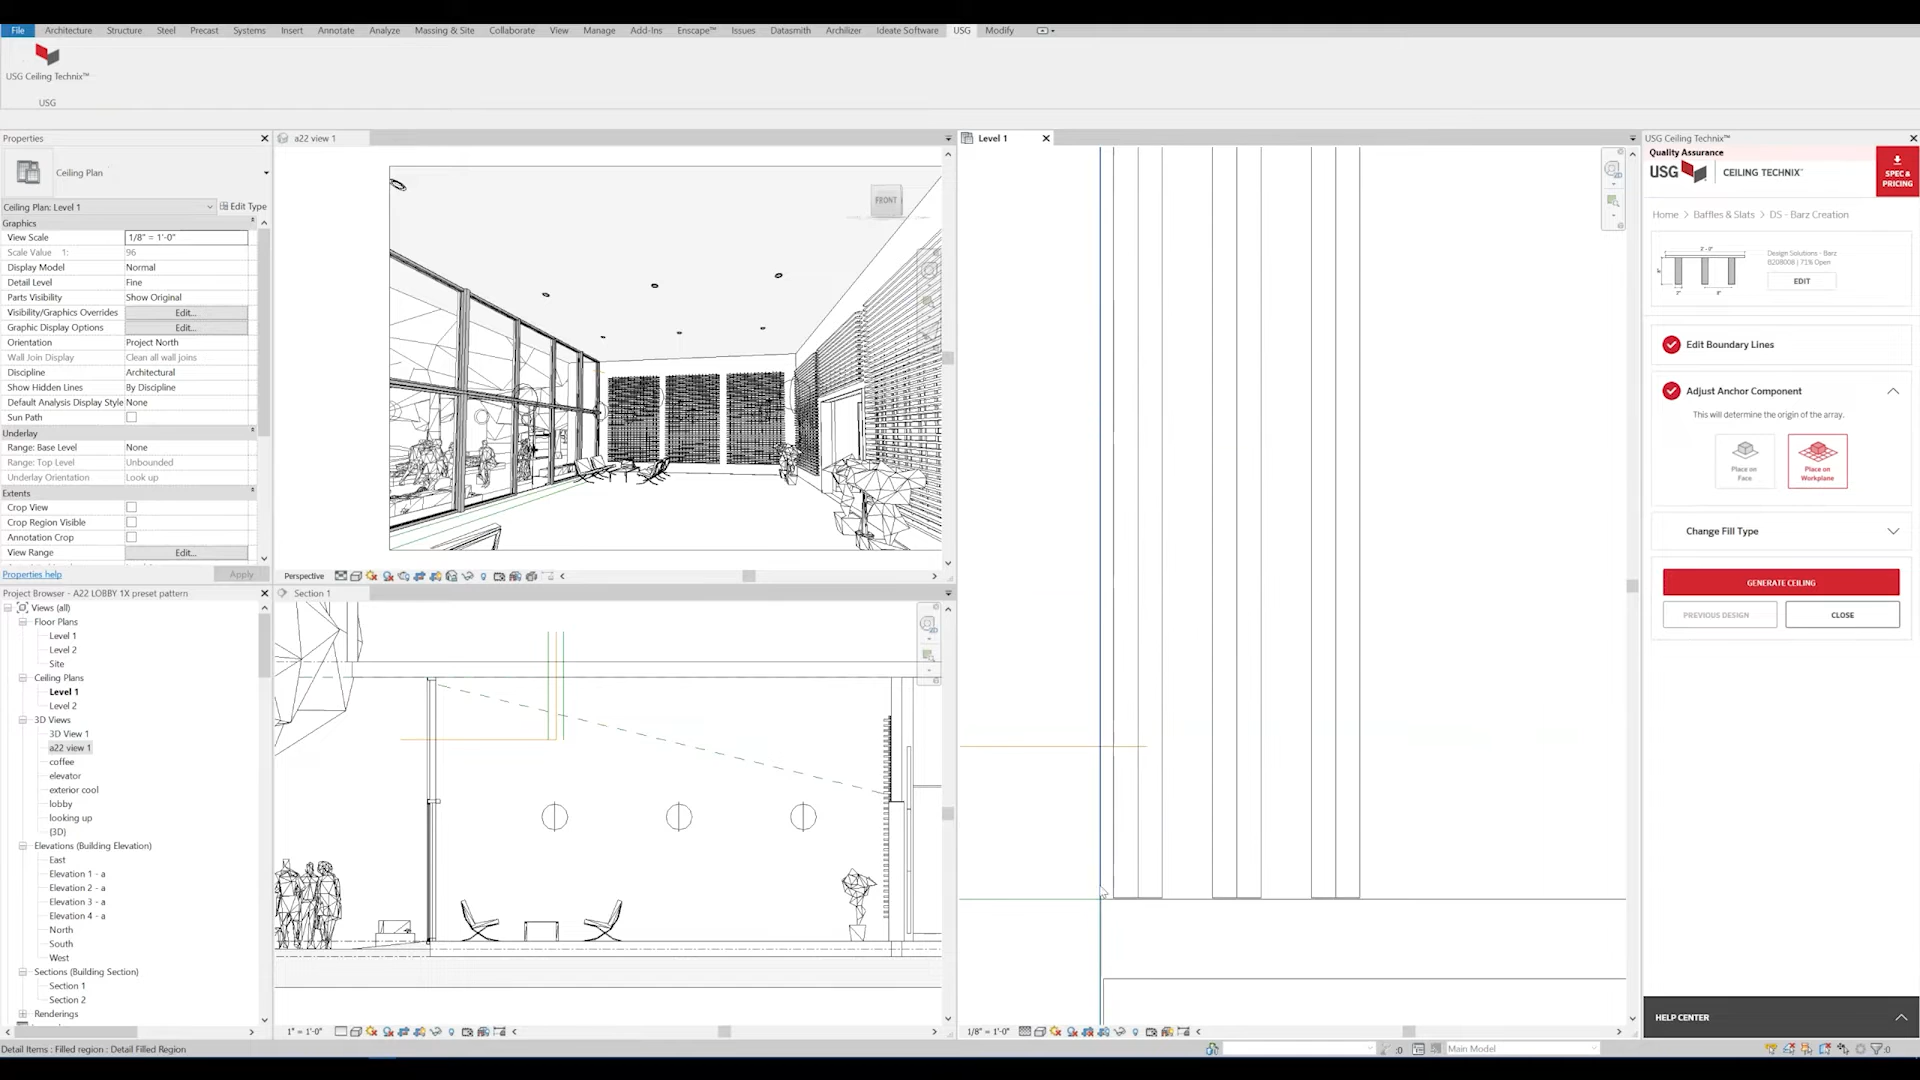 File Architecture Structure Steel Precast Systems Insert Annotate Analyze Massing & Site Collaborate View Manage Add-Ins Enscape™ Issues Datasmith Archilizer Ideate Software USG Modify
USG Ceiling Technix™
USG
Properties
Ceiling Plan
Ceiling Plan: Level 1
Edit Type
Graphics
View Scale 1/8" = 1'-0"
Scale Value 1: 96
Display Model Normal
Detail Level Fine
Parts Visibility Show Original
Visibility/Graphics Overrides Edit...
Graphic Display Options Edit...
Orientation Project North
Wall Join Display Clean all wall joins
Discipline Architectural
Show Hidden Lines By Discipline
Default Analysis Display Style None
Sun Path
Underlay
Range: Base Level None
Range: Top Level Unbounded
Underlay Orientation Look up
Extents
Crop View
Crop Region Visible
Annotation Crop
View Range Edit...
Properties help
Apply
Project Browser - A22 LOBBY 1X preset pattern
Views (all)
Floor Plans
Level 1
Level 2
Site
Ceiling Plans
Level 1
Level 2
3D Views
3D View 1
a22 view 1
coffee
elevator
exterior cool
lobby
looking up
{3D}
Elevations (Building Elevation)
East
Elevation 1 - a
Elevation 2 - a
Elevation 3 - a
Elevation 4 - a
North
South
West
Sections (Building Section)
Section 1
Section 2
Renderings
a22 view 1
FRONT
Perspective
Section 1
1" = 1'-0"
Level 1
1/8" = 1'-0"
USG Ceiling Technix™
Quality Assurance
USG CEILING TECHNIX™
SPEC & PRICING
Home > Baffles & Slats > DS - Barz Creation
Design Solutions - Barz
B208008 | 71% Open
EDIT
Edit Boundary Lines
Adjust Anchor Component
This will determine the origin of the array.
Place on Face
Place on Workplane
Change Fill Type
GENERATE CEILING
PREVIOUS DESIGN
CLOSE
HELP CENTER
Detail Items : Filled region : Detail Filled Region
:0
Main Model
:0